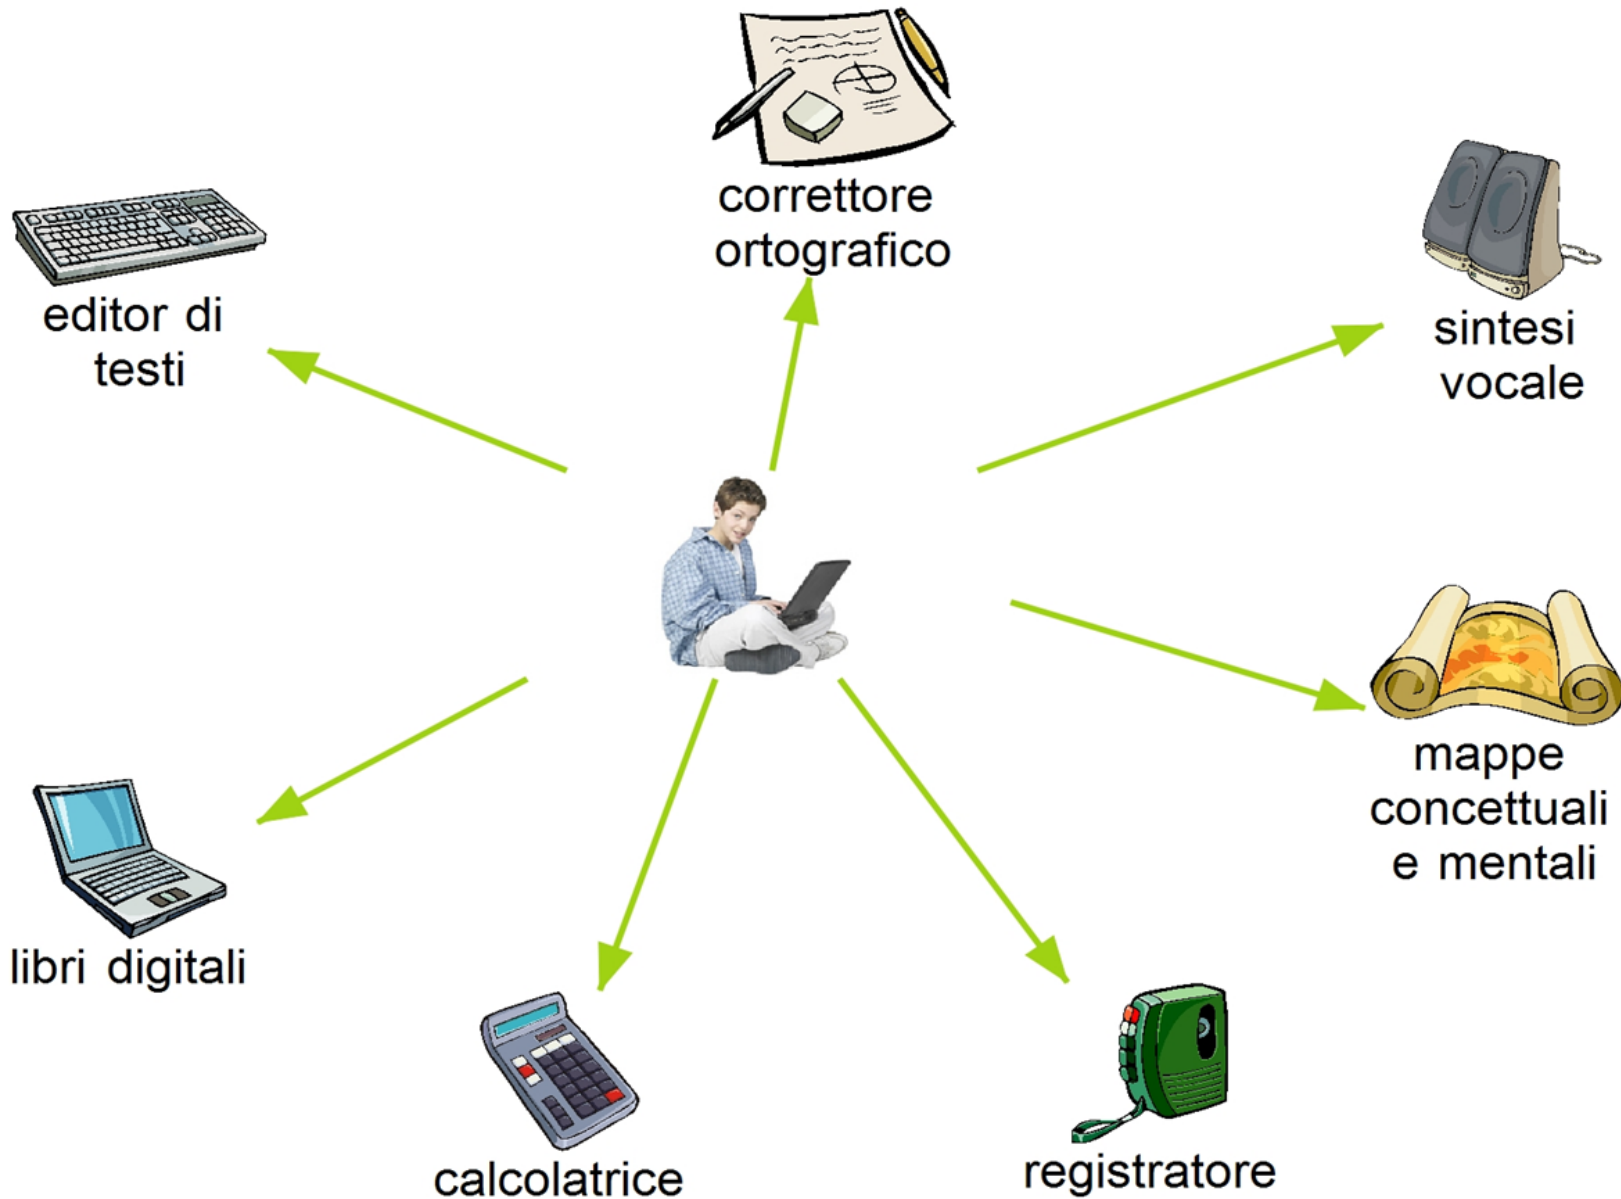 correttore
ortografico
editor di
testi
sintesi
vocale
mappe
concettuali
e mentali
libri digitali
calcolatrice
registratore